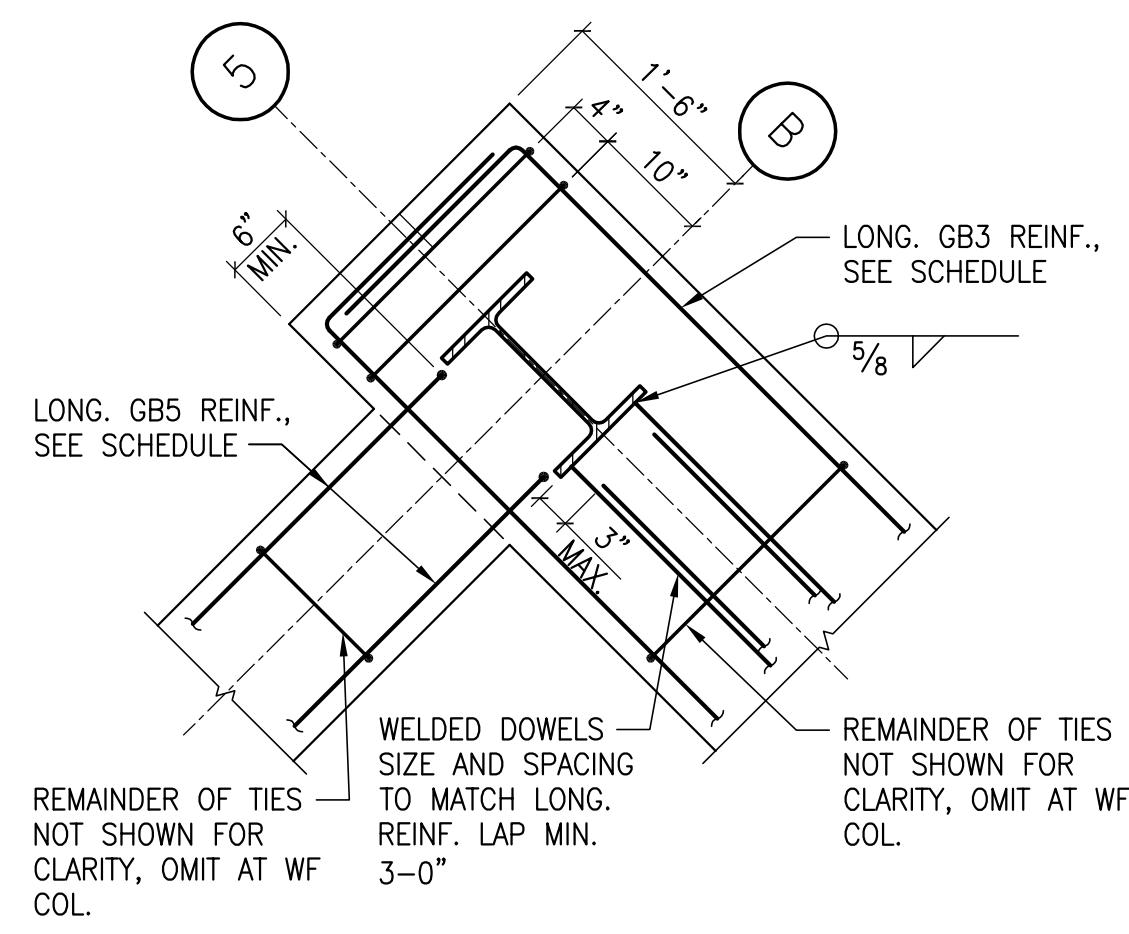 5
1'-6"
4"
B
10"
6"
MIN.
LONG. GB3 REINF.,
SEE SCHEDULE
5/8
LONG. GB5 REINF.,
SEE SCHEDULE
3"
MAX.
WELDED DOWELS
SIZE AND SPACING
TO MATCH LONG.
REINF. LAP MIN.
3-0"
REMAINDER OF TIES
NOT SHOWN FOR
CLARITY, OMIT AT WF
COL.
REMAINDER OF TIES
NOT SHOWN FOR
CLARITY, OMIT AT WF
COL.